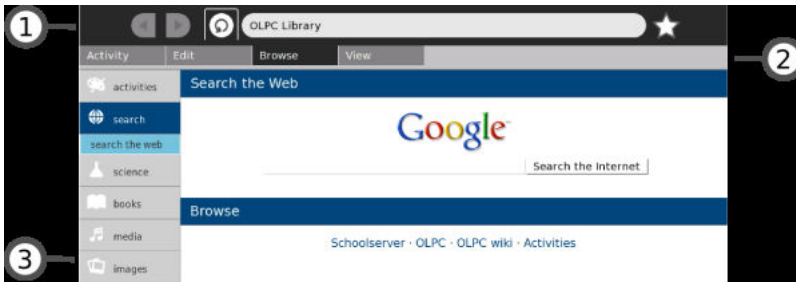 1
OLPC Library
Activity Edit Browse View
2
activities
Search the Web
search
Google
search the web
Search the Internet
science
books
Browse
media
Schoolserver · OLPC · OLPC wiki · Activities
3
images